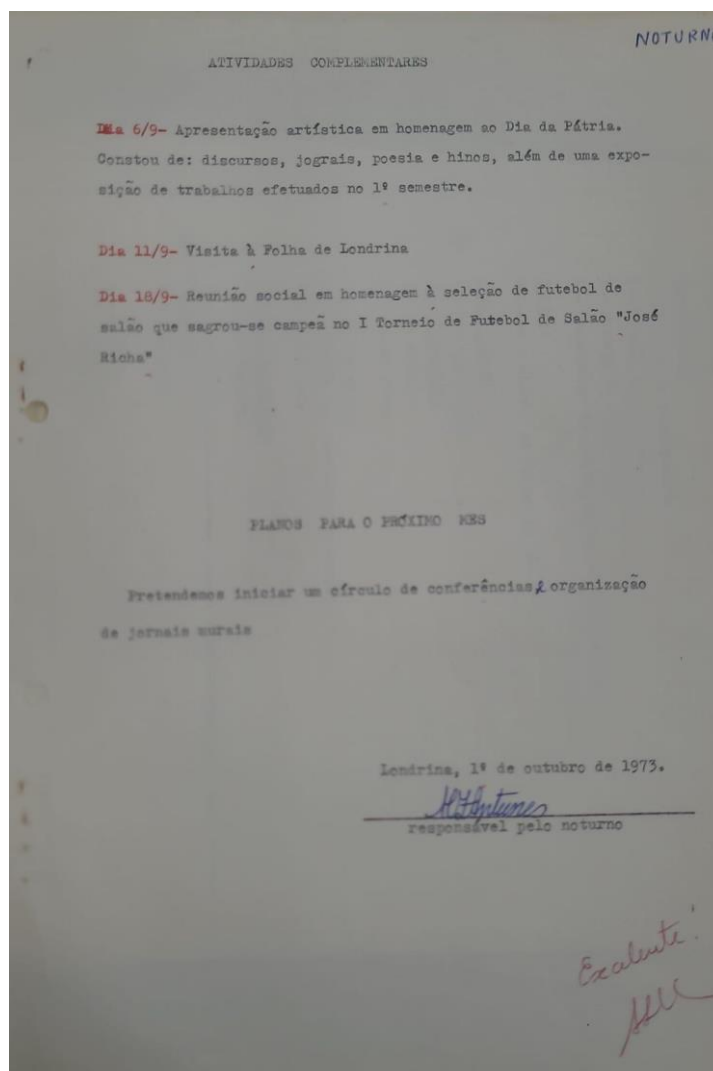 NOTURN
ATIVIDADES COMPLEMENTARES
Dia 6/9- Apresentação artística em homenagem ao Dia da Pátria.
Constou de: discursos, jograis, poesia e hinos, além de uma expo-
sição de trabalhos efetuados no 1º semestre.
Dia 11/9- Visita à Folha de Londrina
Dia 18/9- Reunião social em homenagem à seleção de futebol de
salão que sagrou-se campeã no I Torneio de Futebol de Salão "José
Richa"
PLANOS PARA O PRÓXIMO MES
Pretendemos iniciar um círculo de conferências e organização
de jornais murais
Londrina, 1º de outubro de 1973.
Antunes
responsável pelo noturno
Excelente!